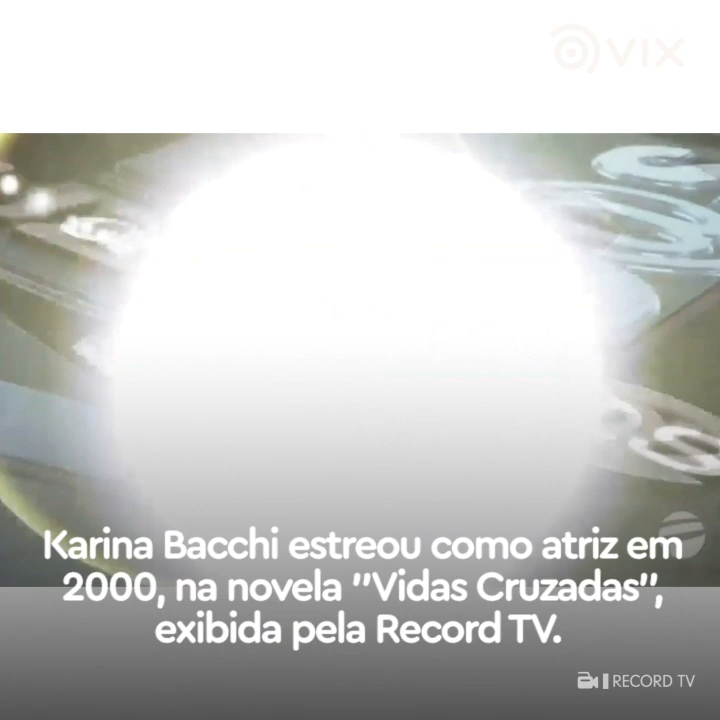 VIX
Karina Bacchi estreou como atriz em
2000, na novela "Vidas Cruzadas",
exibida pela Record TV.
RECORD TV